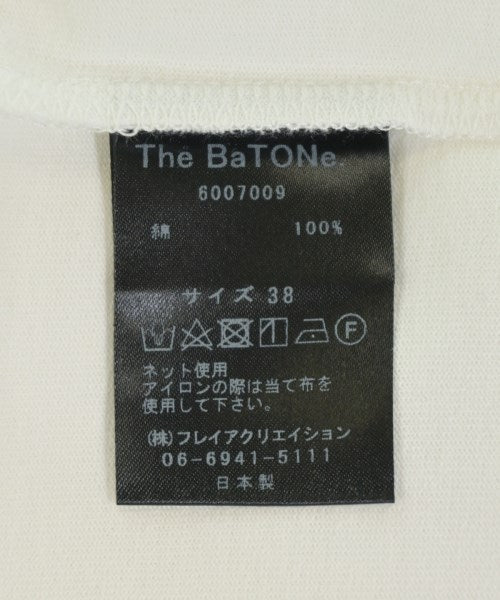 The BaTONe.
6007009
綿 100%
サイズ 38
F
ネット使用
アイロンの際は当て布を
使用して下さい。
(株)フレイアクリエイション
06-6941-5111
日本製